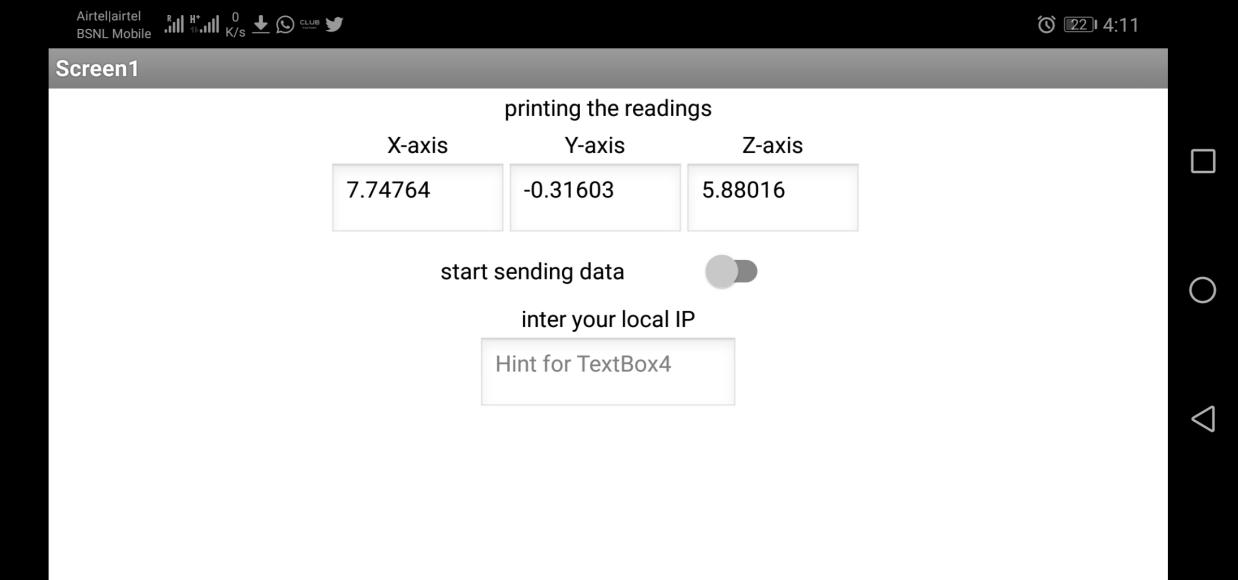 Airtel|airtel
BSNL Mobile
R
H+
0
K/s
CLUB
22
4:11
Screen1
printing the readings
X-axis Y-axis Z-axis
7.74764 -0.31603 5.88016
start sending data
inter your local IP
Hint for TextBox4